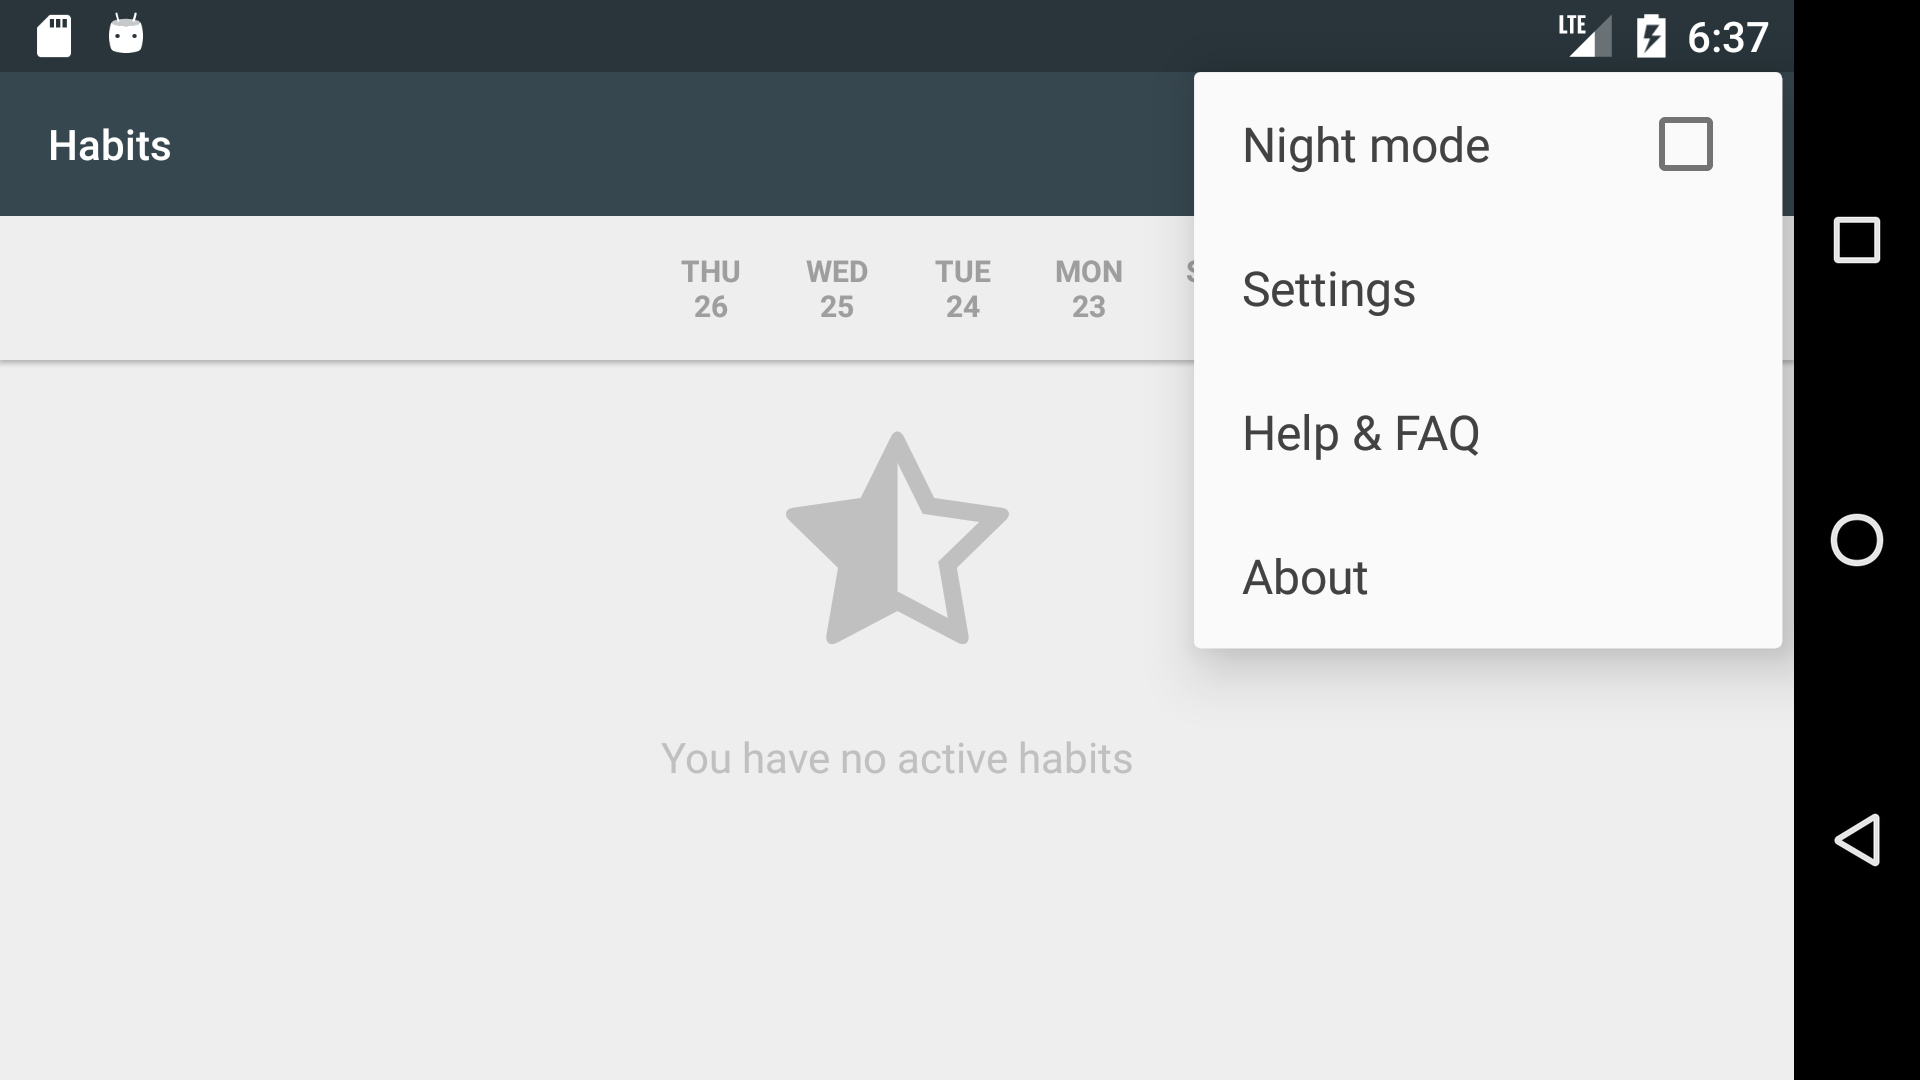 LTE 6:37
Habits
Night mode
THU WED TUE MON S
26 25 24 23
Settings
Help & FAQ
About
You have no active habits